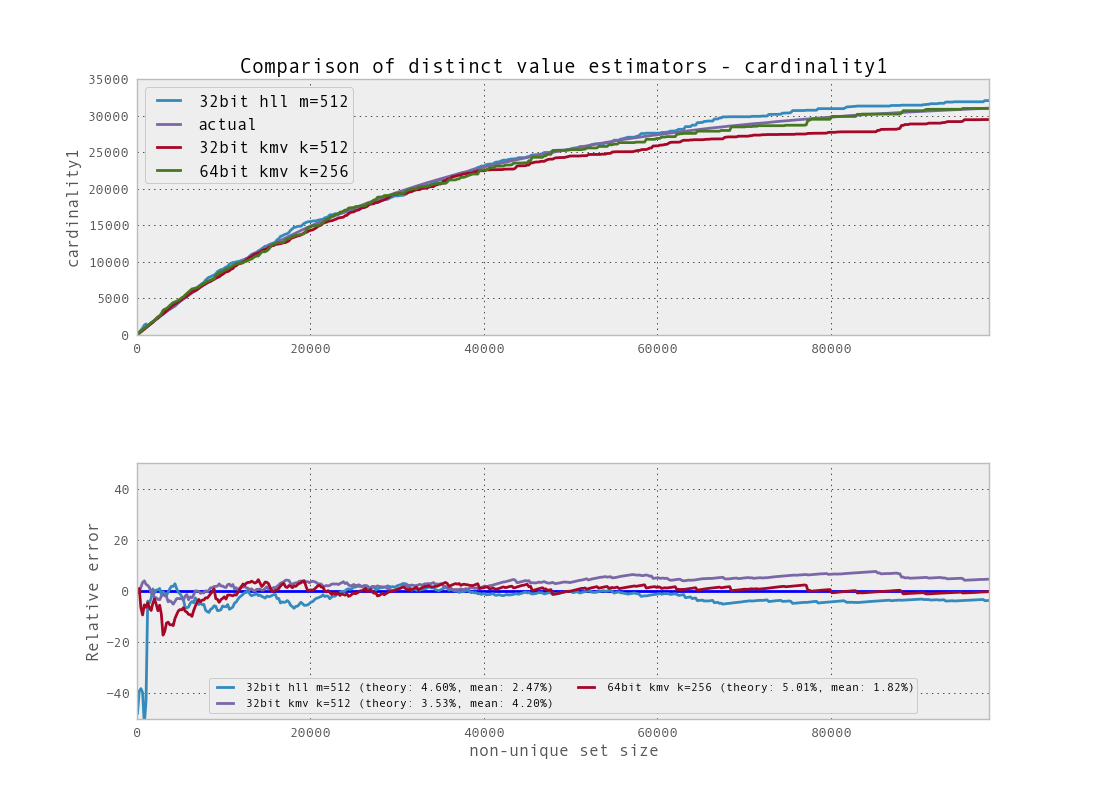 Comparison of distinct value estimators - cardinality1
35000
30000
25000
20000
15000
10000
5000
0
cardinality1
32bit hll m=512
actual
32bit kmv k=512
64bit kmv k=256
0 20000 40000 60000 80000
40
20
0
−20
−40
Relative error
32bit hll m=512 (theory: 4.60%, mean: 2.47%) 64bit kmv k=256 (theory: 5.01%, mean: 1.82%)
32bit kmv k=512 (theory: 3.53%, mean: 4.20%)
0 20000 40000 60000 80000
non-unique set size